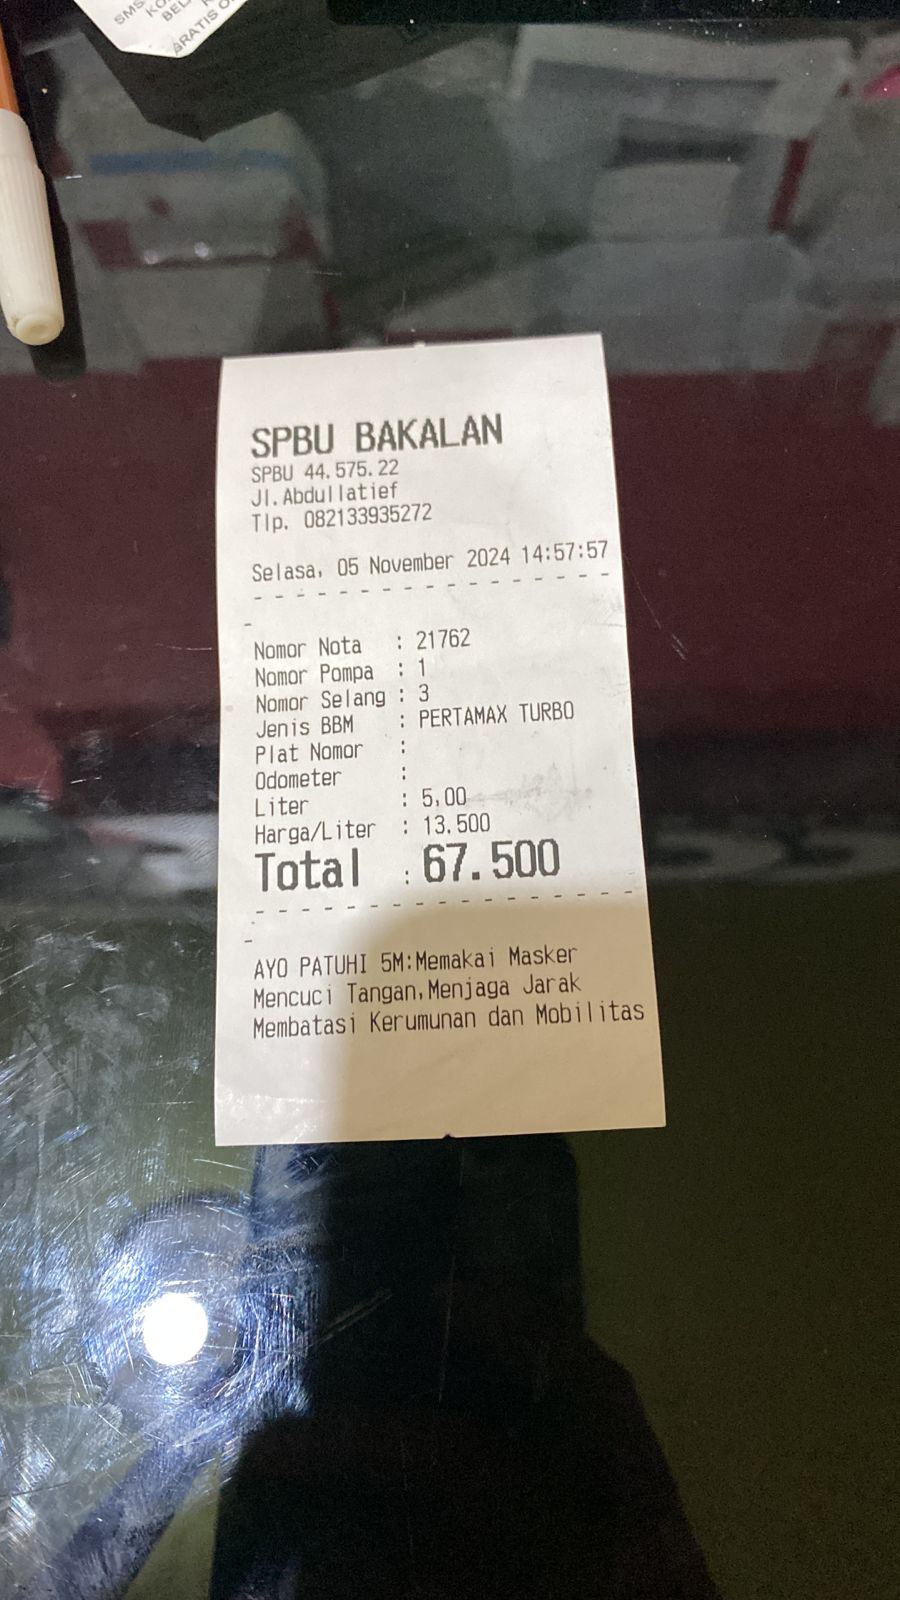 SMS
GRATIS O
SPBU BAKALAN
SPBU 44.575.22
Jl.Abdullatief
Tlp. 082133935272
Selasa, 05 November 2024 14:57:57
- - - - - - - - - - - - - - - -
-
Nomor Nota : 21762
Nomor Pompa : 1
Nomor Selang : 3
Jenis BBM : PERTAMAX TURBO
Plat Nomor :
Odometer :
Liter : 5,00
Harga/Liter : 13.500
Total : 67.500
- - - - - - - - - - - - - - - -
-
AYO PATUHI 5M:Memakai Masker
Mencuci Tangan,Menjaga Jarak
Membatasi Kerumunan dan Mobilitas